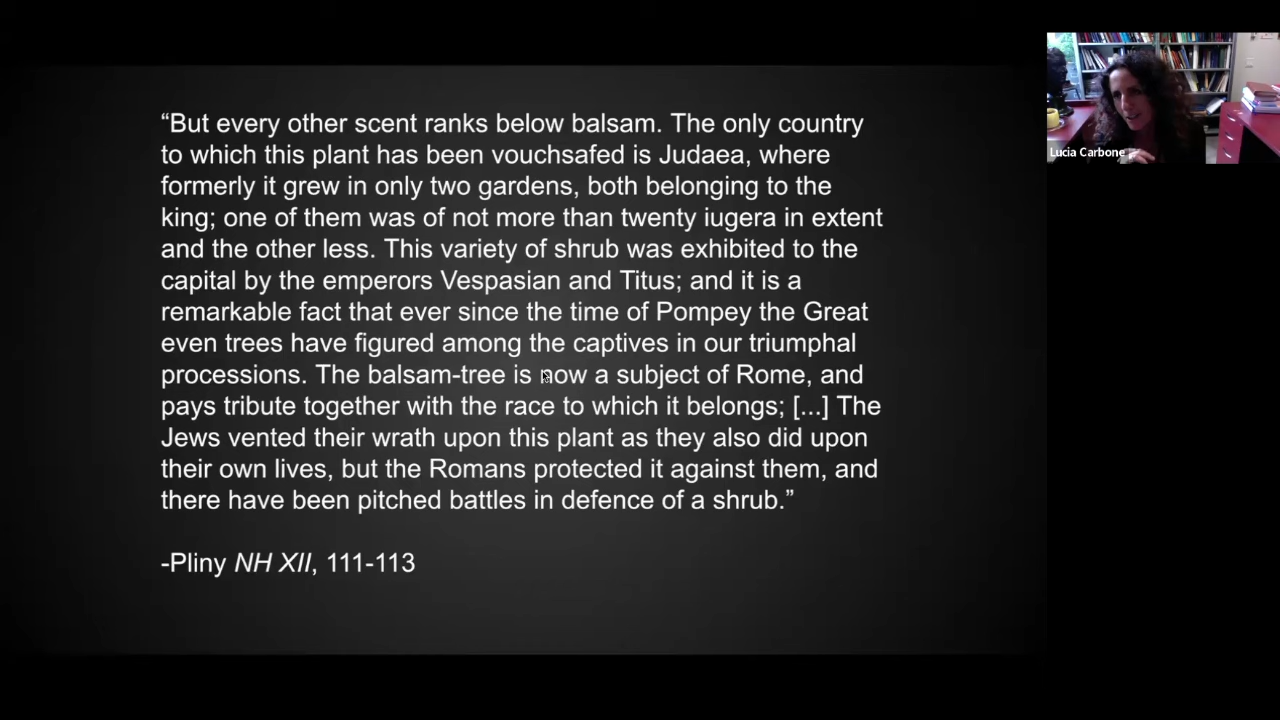 “But every other scent ranks below balsam. The only country
to which this plant has been vouchsafed is Judaea, where
formerly it grew in only two gardens, both belonging to the
king; one of them was of not more than twenty iugera in extent
and the other less. This variety of shrub was exhibited to the
capital by the emperors Vespasian and Titus; and it is a
remarkable fact that ever since the time of Pompey the Great
even trees have figured among the captives in our triumphal
processions. The balsam-tree is now a subject of Rome, and
pays tribute together with the race to which it belongs; [...] The
Jews vented their wrath upon this plant as they also did upon
their own lives, but the Romans protected it against them, and
there have been pitched battles in defence of a shrub.”
-Pliny NH XII, 111-113
Lucia Carbone